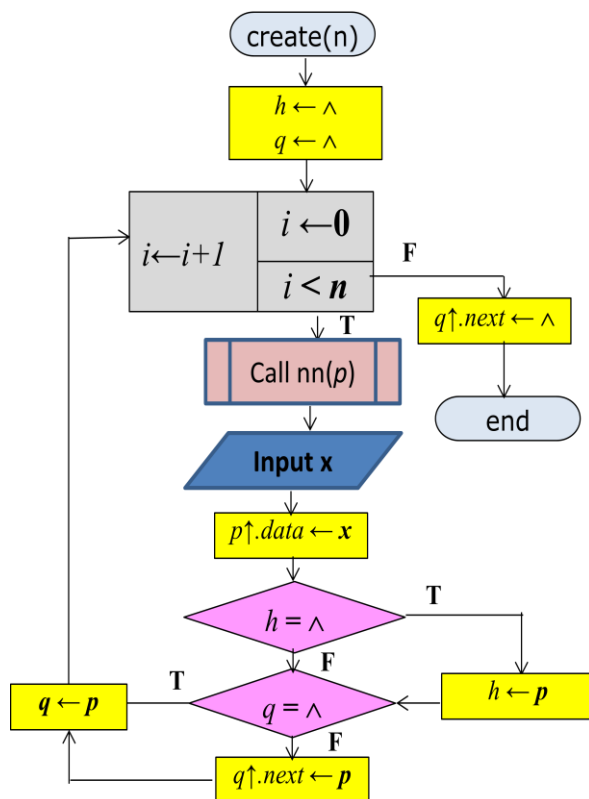 create(n)
h ← ∧
q ← ∧
i ← 0
i←i+1
i < n
F
T
q↑.next ← ∧
Call nn(p)
end
Input x
p↑.data ← x
h = ∧
T
F
h ← p
q ← p
T
q = ∧
F
q↑.next ← p